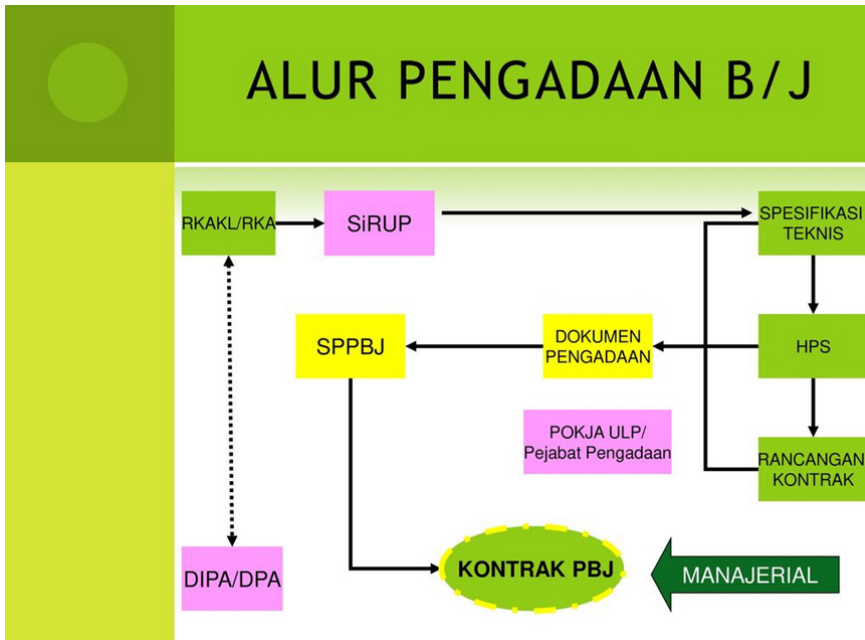 ALUR PENGADAAN B/J
RKAKL/RKA
SiRUP
SPESIFIKASI
TEKNIS
SPPBJ
DOKUMEN
PENGADAAN
HPS
POKJA ULP/
Pejabat Pengadaan
RANCANGAN
KONTRAK
DIPA/DPA
KONTRAK PBJ
MANAJERIAL